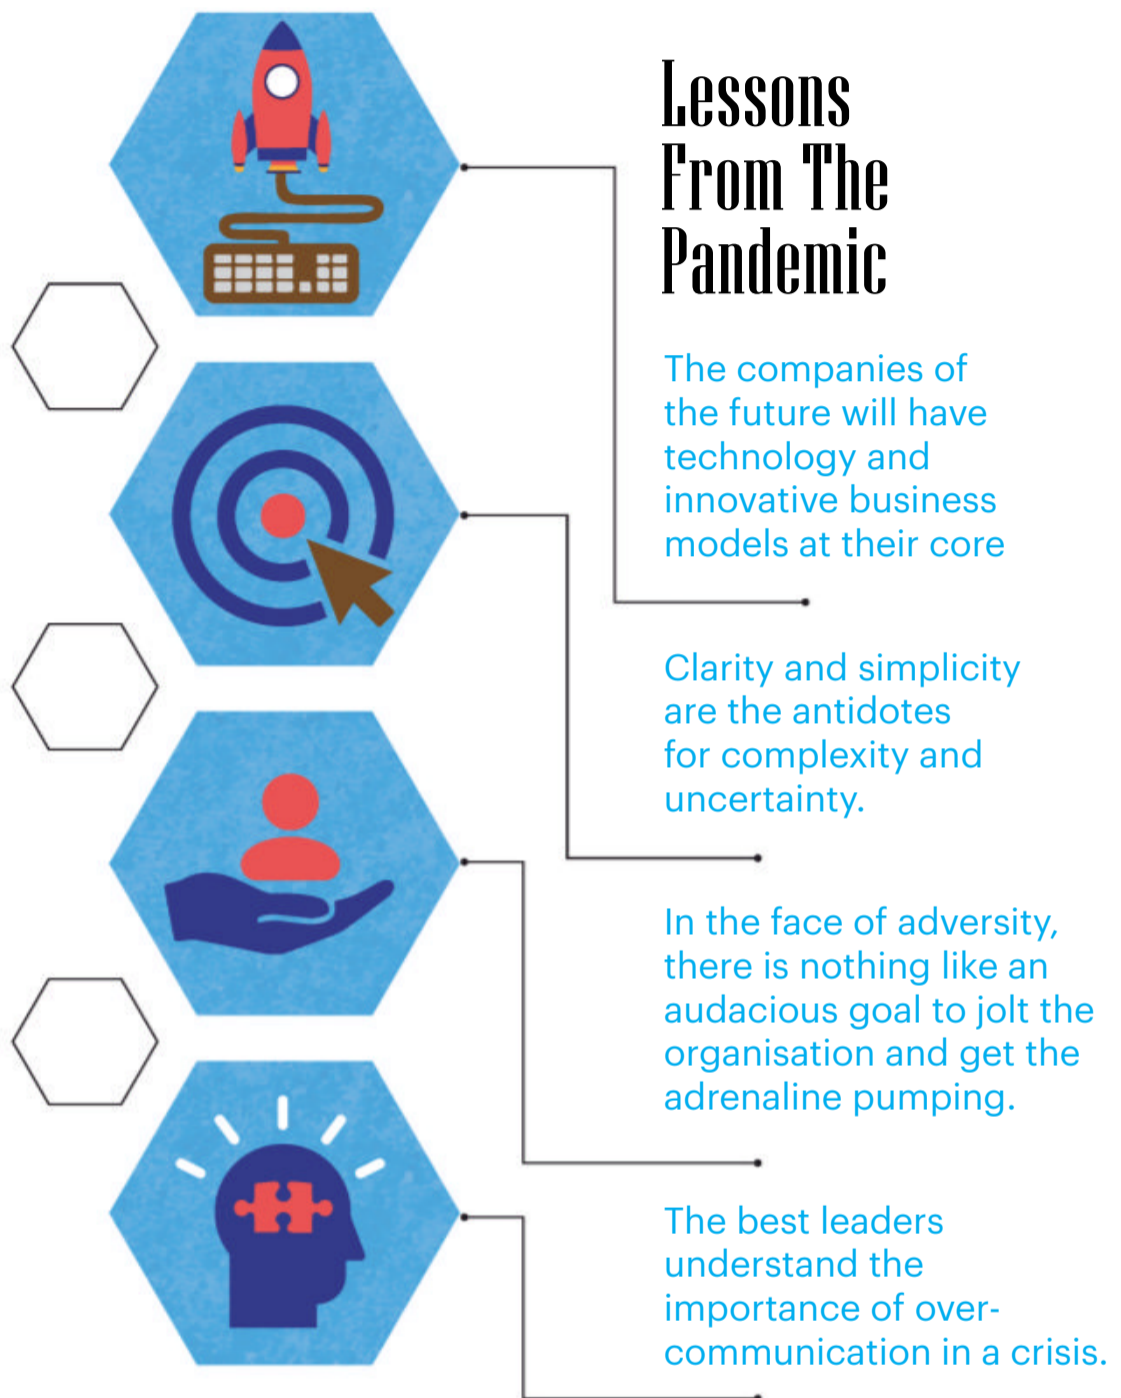 Lessons
From The
Pandemic
The companies of
the future will have
technology and
innovative business
models at their core
Clarity and simplicity
are the antidotes
for complexity and
uncertainty.
In the face of adversity,
there is nothing like an
audacious goal to jolt the
organisation and get the
adrenaline pumping.
The best leaders
understand the
importance of over-
communication in a crisis.